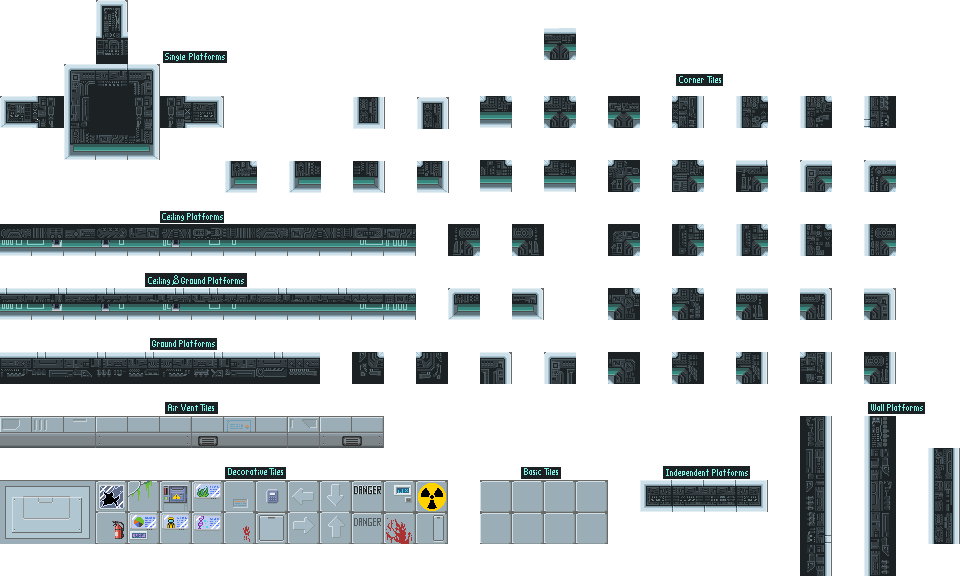 Single Platforms
Corner Tiles
Ceiling Platforms
Ceiling & Ground Platforms
Ground Platforms
Air Vent Tiles
Wall Platforms
Decorative Tiles
Basic Tiles
Independent Platforms
DANGER
DANGER